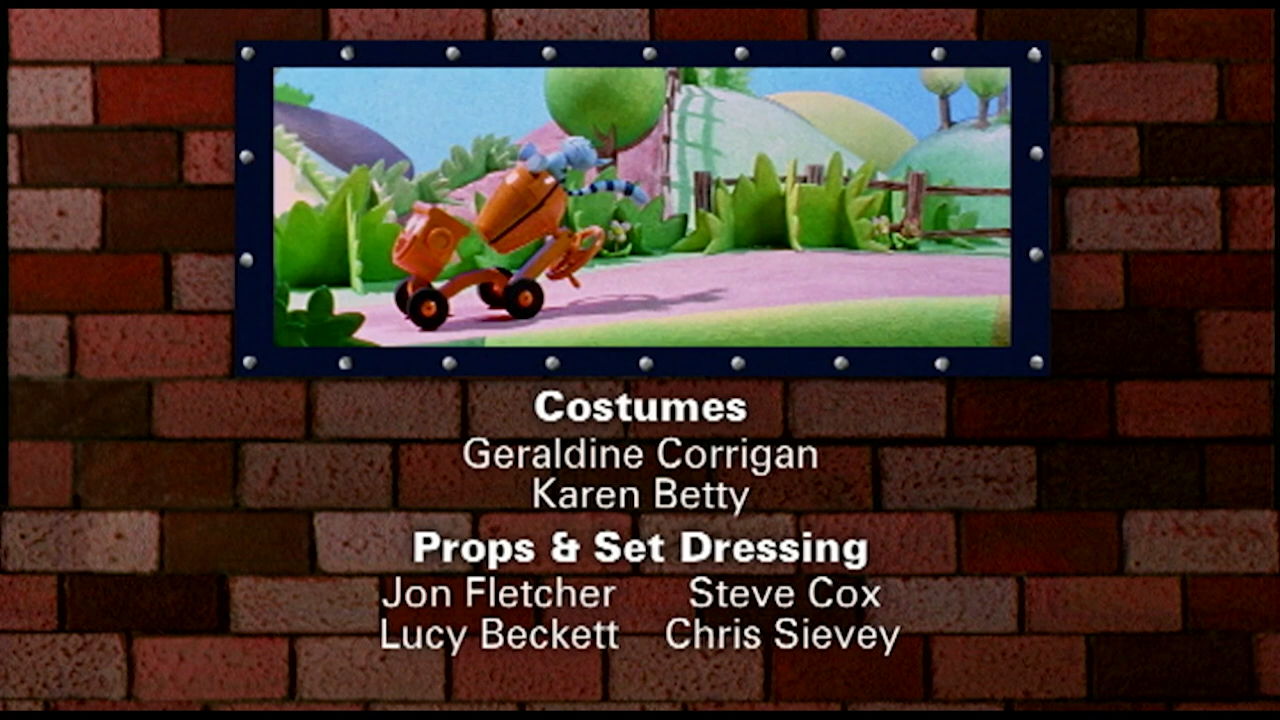 Costumes
Geraldine Corrigan
Karen Betty
Props & Set Dressing
Jon Fletcher Steve Cox
Lucy Beckett Chris Sievey